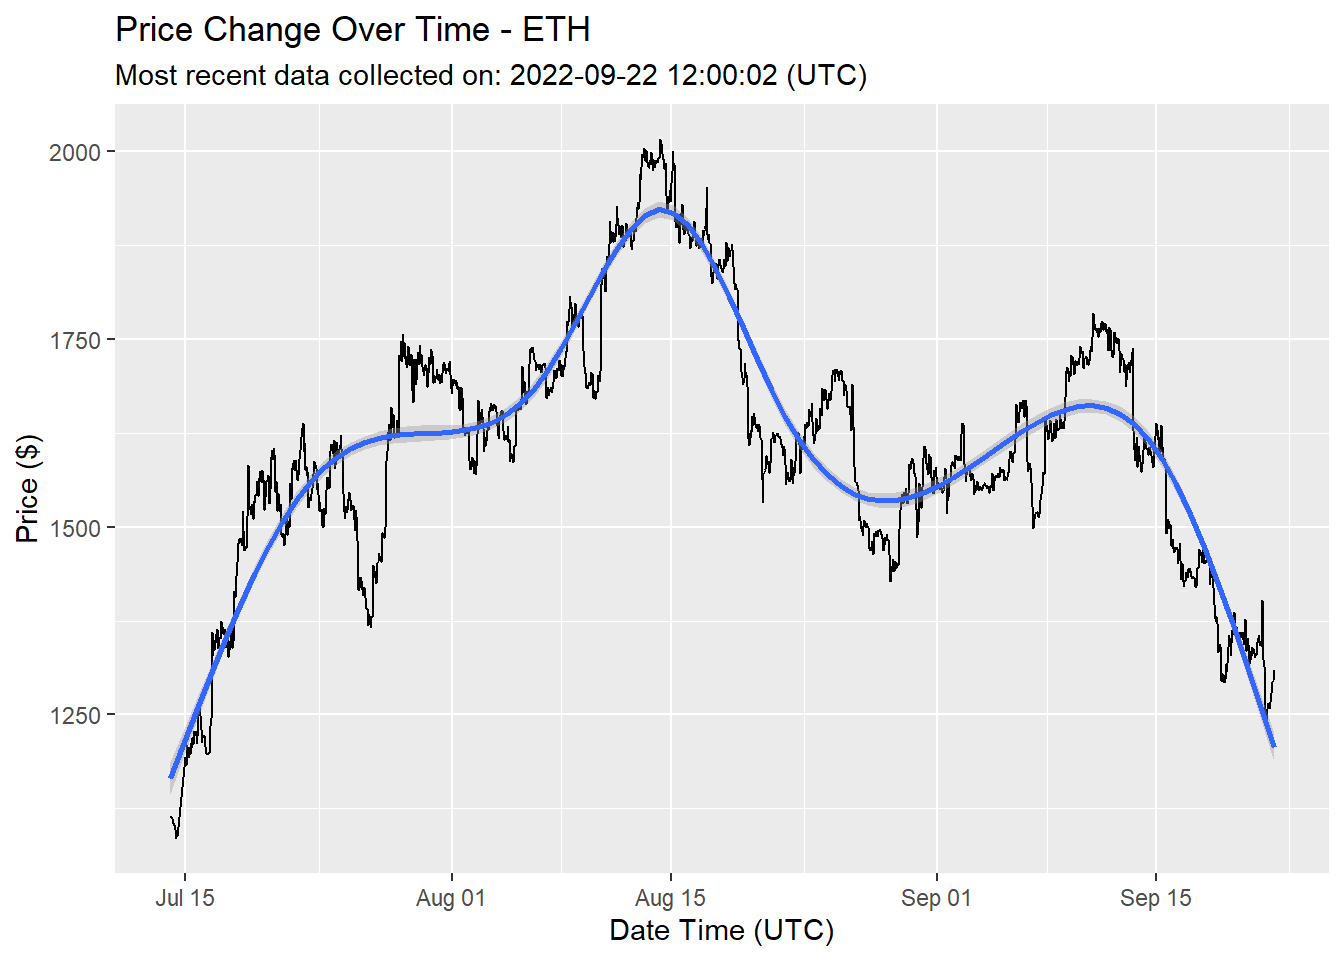 Price Change Over Time - ETH
Most recent data collected on: 2022-09-22 12:00:02 (UTC)
Price ($)
2000
1750
1500
1250
Jul 15
Aug 01
Aug 15
Sep 01
Sep 15
Date Time (UTC)